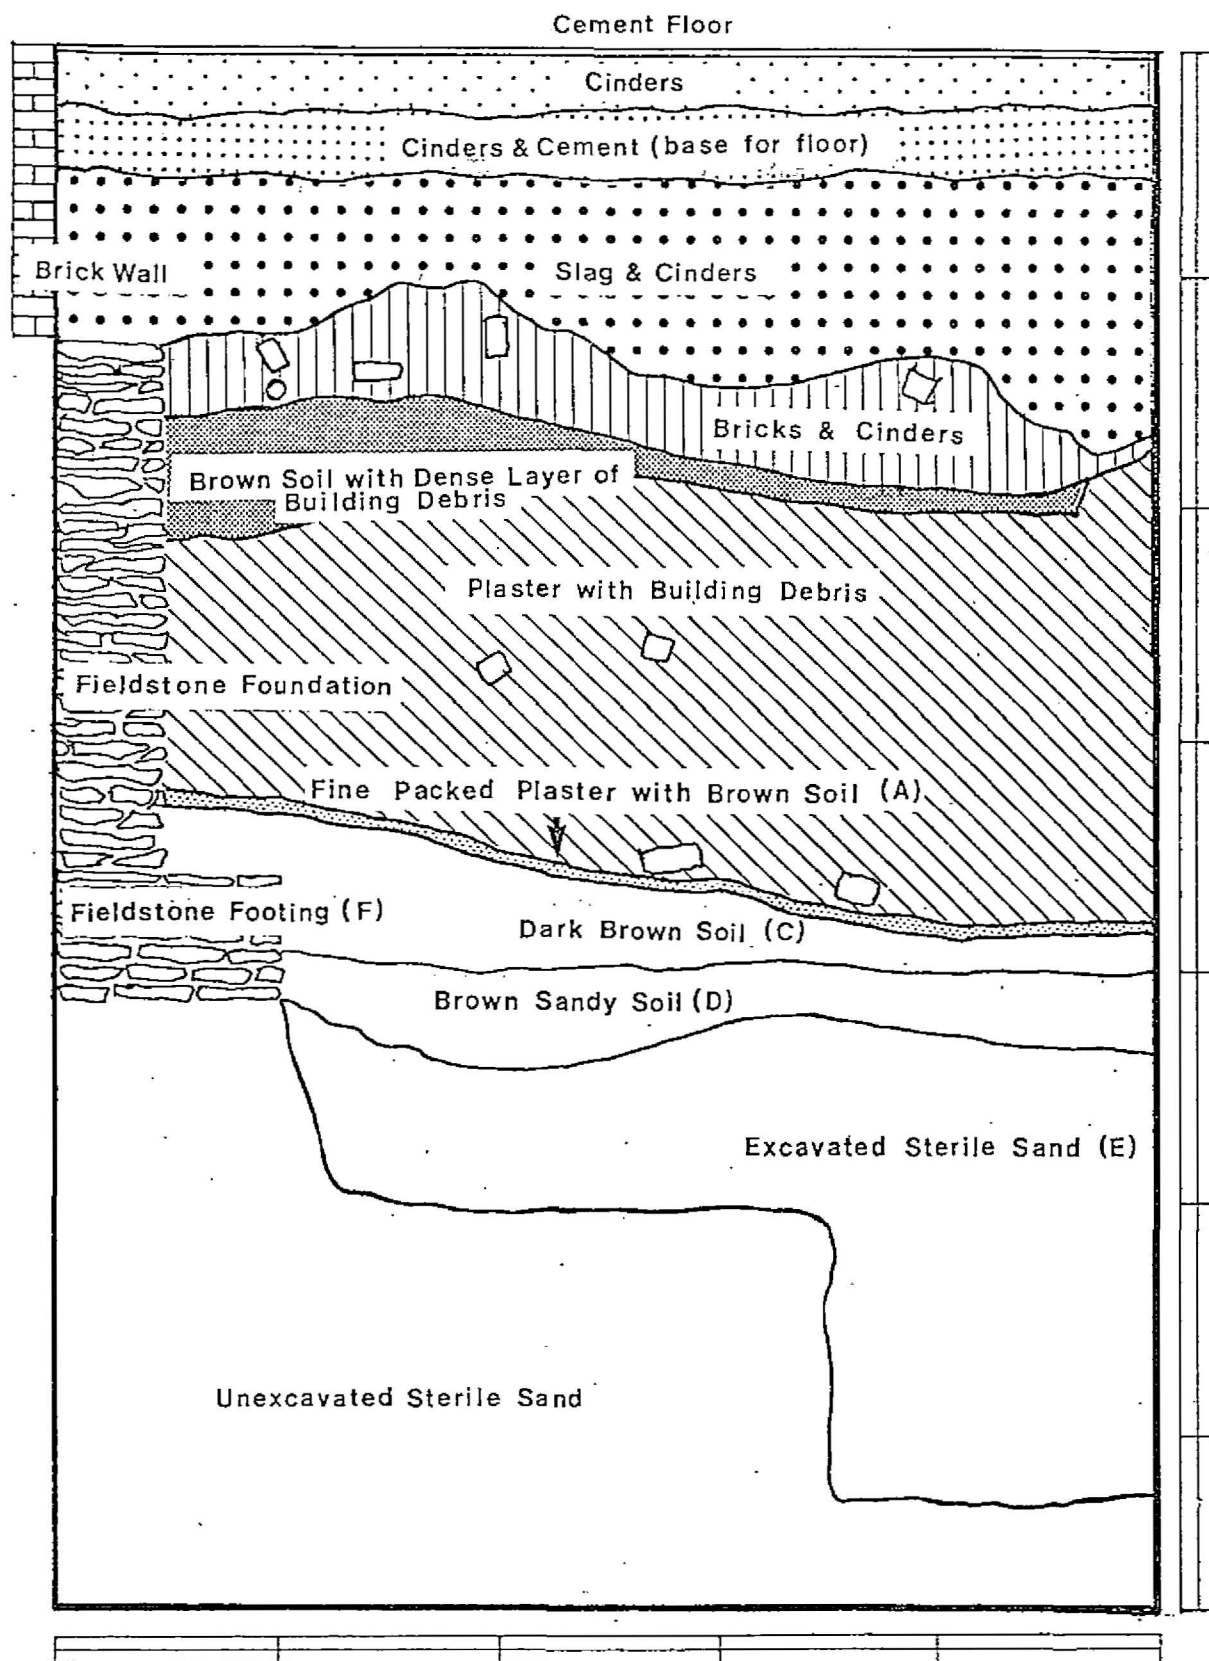 Cement Floor
Cinders
Cinders & Cement (base for floor)
Brick Wall
Slag & Cinders
Bricks & Cinders
Brown Soil with Dense Layer of
Building Debris
Plaster with Building Debris
Fieldstone Foundation
Fine Packed Plaster with Brown Soil (A)
Fieldstone Footing (F)
Dark Brown Soil (C)
Brown Sandy Soil (D)
Excavated Sterile Sand (E)
Unexcavated Sterile Sand